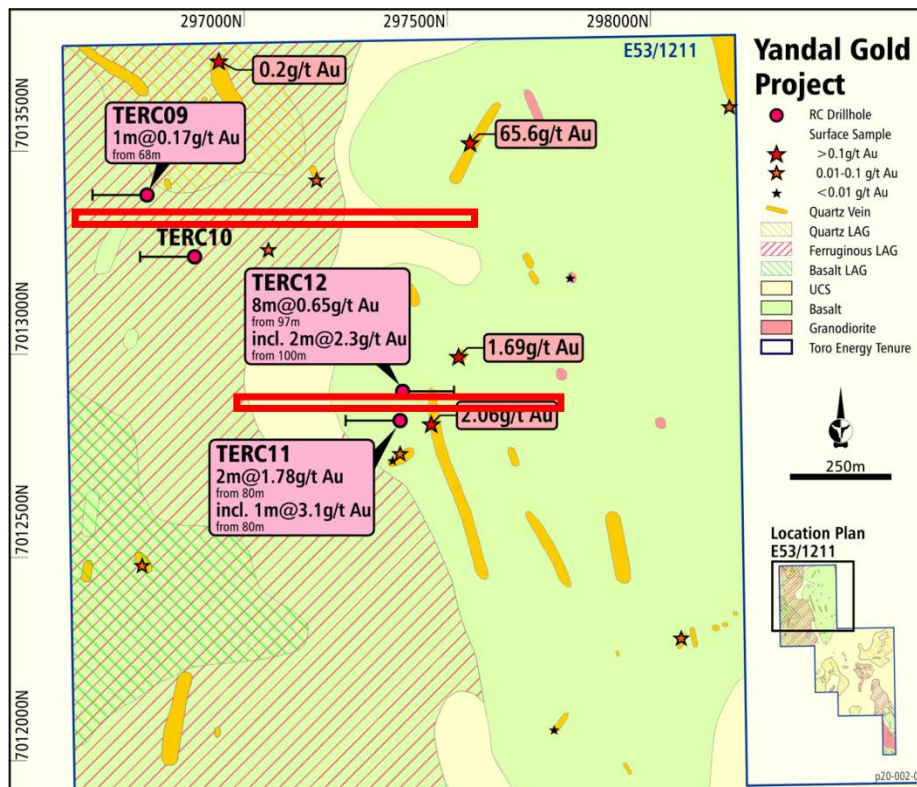 297000N
297500N
298000N
7013500N
7013000N
7012500N
7012000N
E53/1211
0.2g/t Au
TERC09
1m@0.17g/t Au
from 68m
65.6g/t Au
TERC10
TERC12
8m@0.65g/t Au
from 97m
incl. 2m@2.3g/t Au
from 100m
1.69g/t Au
2.06g/t Au
TERC11
2m@1.78g/t Au
from 80m
incl. 1m@3.1g/t Au
from 80m
Yandal Gold
Project
RC Drillhole
Surface Sample
>0.1g/t Au
0.01-0.1 g/t Au
<0.01 g/t Au
Quartz Vein
Quartz LAG
Ferruginous LAG
Basalt LAG
UCS
Basalt
Granodiorite
Toro Energy Tenure
250m
Location Plan
E53/1211